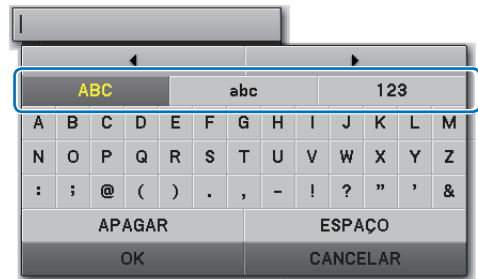 ◀ ▶
ABC abc 123
A B C D E F G H I J K L M
N O P Q R S T U V W X Y Z
: ; @ ( ) . , - ! ? ” ’ &
APAGAR ESPAÇO
OK CANCELAR